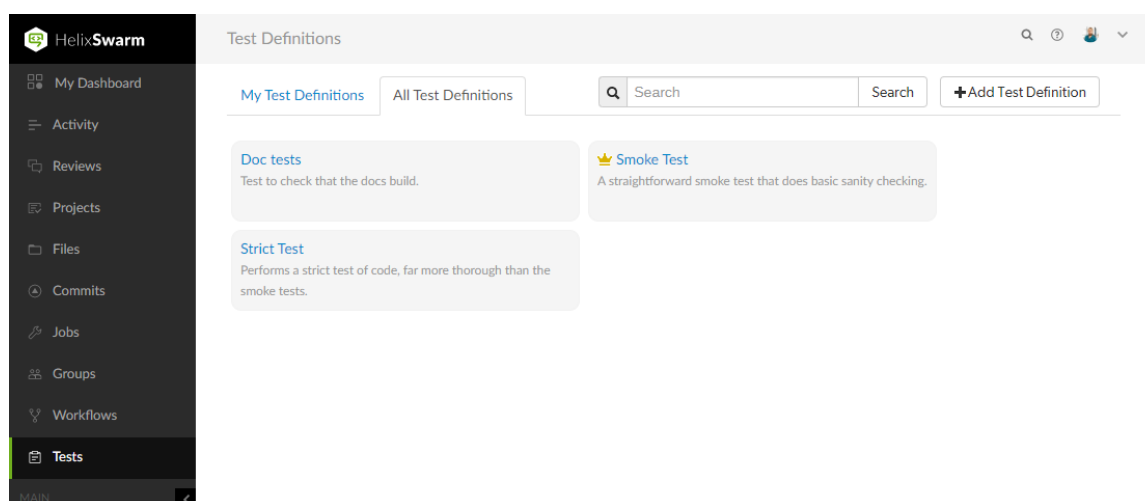 HelixSwarm
Test Definitions
My Dashboard
Activity
Reviews
Projects
Files
Commits
Jobs
Groups
Workflows
Tests
MAIN
My Test Definitions
All Test Definitions
Search
Search
+Add Test Definition
Doc tests
Test to check that the docs build.
Smoke Test
A straightforward smoke test that does basic sanity checking.
Strict Test
Performs a strict test of code, far more thorough than the
smoke tests.